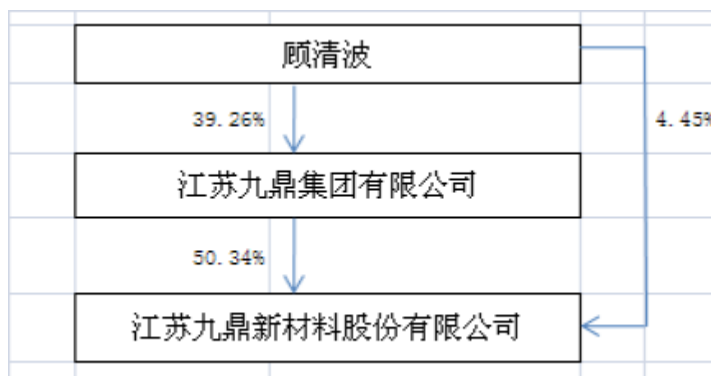 顾清波
39.26%
4.45%
江苏九鼎集团有限公司
50.34%
江苏九鼎新材料股份有限公司